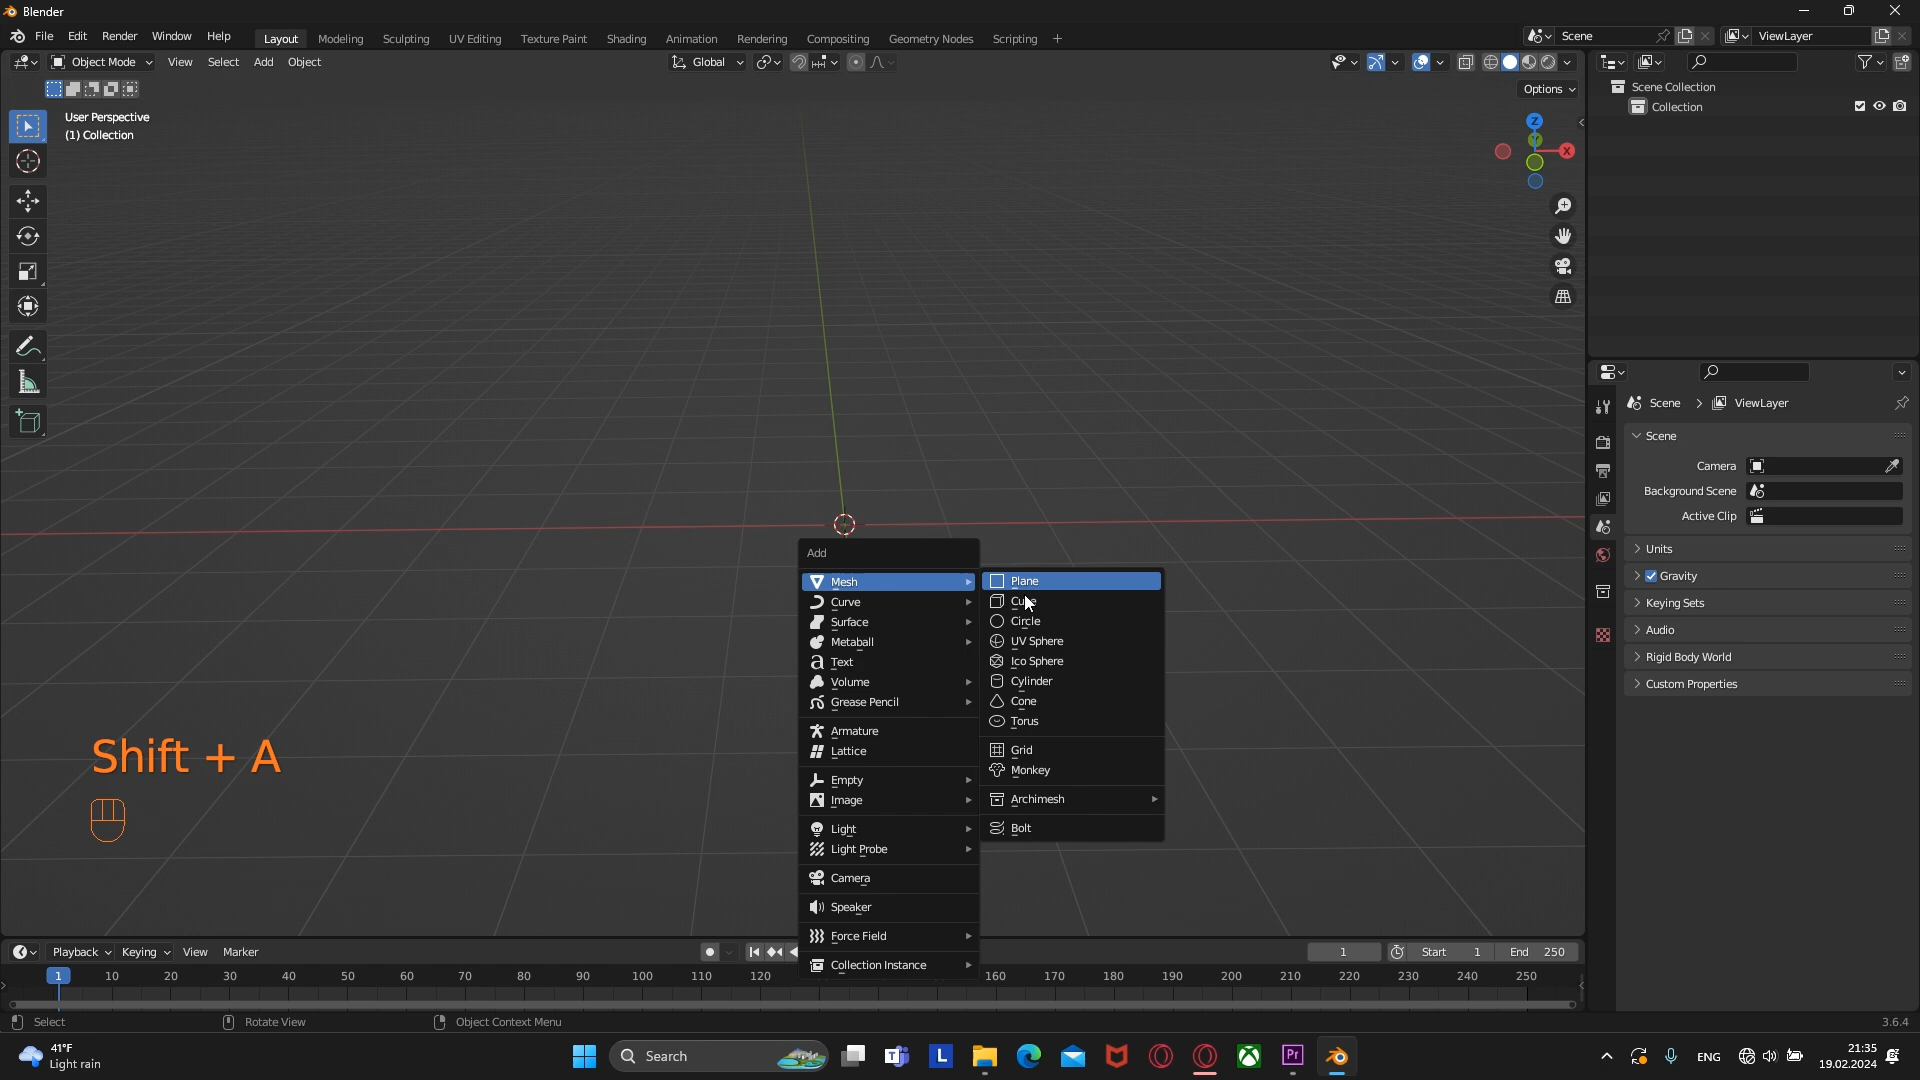 Blender
File Edit Render Window Help Layout Modeling Sculpting UV Editing Texture Paint Shading Animation Rendering Compositing Geometry Nodes Scripting + Scene ViewLayer
Object Mode View Select Add Object Global
Options
User Perspective
(1) Collection
Z
Y
X
Scene Collection
Collection
Scene > ViewLayer
Scene
Camera
Background Scene
Active Clip
Units
Gravity
Keying Sets
Audio
Rigid Body World
Custom Properties
Add
Mesh
Curve
Surface
Metaball
Text
Volume
Grease Pencil
Armature
Lattice
Empty
Image
Light
Light Probe
Camera
Speaker
Force Field
Collection Instance
Plane
Cube
Circle
UV Sphere
Ico Sphere
Cylinder
Cone
Torus
Grid
Monkey
Archimesh
Bolt
Shift + A
Playback Keying View Marker 1 Start 1 End 250
1 10 20 30 40 50 60 70 80 90 100 110 120 160 170 180 190 200 210 220 230 240 250
Select Rotate View Object Context Menu 3.6.4
41°F
Light rain
Search
L
Pr
ENG
21:35
19.02.2024